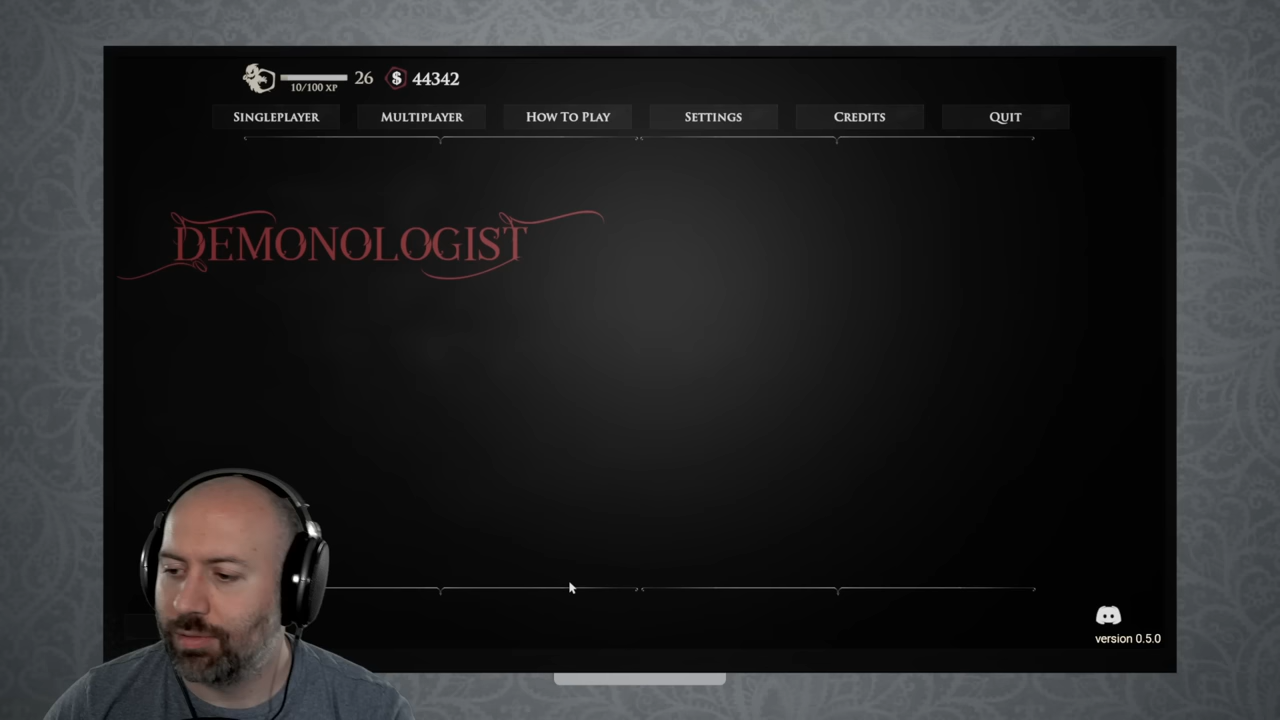 26 $ 44342
10/100 XP
SINGLEPLAYER MULTIPLAYER HOW TO PLAY SETTINGS CREDITS QUIT
DEMONOLOGIST
version 0.5.0